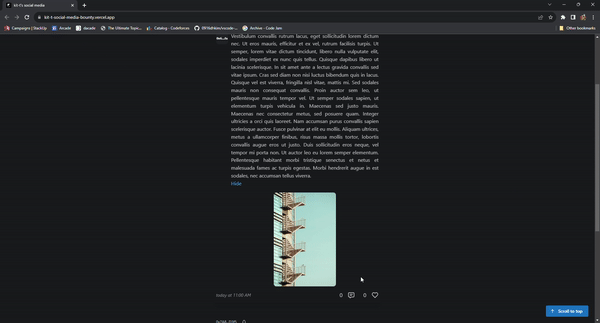 kit-t-social-media
kit-t-social-media-bounty.vercel.app
Campaigns | StackUp
Arcade
darade
The Ultimate Topic...
Catalog - Codeforces
Archive - Code Jam
Other bookmarks
Vestibulum convallis rutrum lacus, eget sollicitudin lorem dictum
nec. Ut eros mauris, efficitur et ex vel, rutrum facilisis turpis. Ut
semper, lorem vitae dictum tincidunt, libero nulla vulputate elit,
sodales imperdiet ex nunc quis tellus. Quisque dapibus libero ut
lacinia scelerisque. In sit amet ante a lectus gravida convallis sed
vitae ipsum. Cras sed diam non nisi luctus bibendum quis in lacus.
Quisque vel est viverra, fringilla nisl vitae, mattis mi. Sed sodales
mauris non consequat convallis. Proin auctor sem leo, ut
pellentesque mauris tempor vel. Ut semper sodales sapien, ut
elementum turpis vehicula in. Maecenas sed justo mauris.
Maecenas nec consectetur metus, sed posuere quam. Integer
ultricies a orci quis laoreet. Nam accumsan purus convallis sapien
scelerisque auctor. Fusce pulvinar at elit eu mollis. Aliquam ultrices,
metus a ullamcorper finibus, risus massa mollis tortor, lobortis
convallis augue eros ut justo. Duis sollicitudin eros neque, vel
tempor mi porta non. Ut auctor leo eu lorem semper elementum.
Pellentesque habitant morbi tristique senectus et netus et
malesuada fames ac turpis egestas. Morbi hendrerit augue in est
sodales, nec accumsan tellus viverra.
Hide
today at 11:00 AM
0
0
Scroll to top